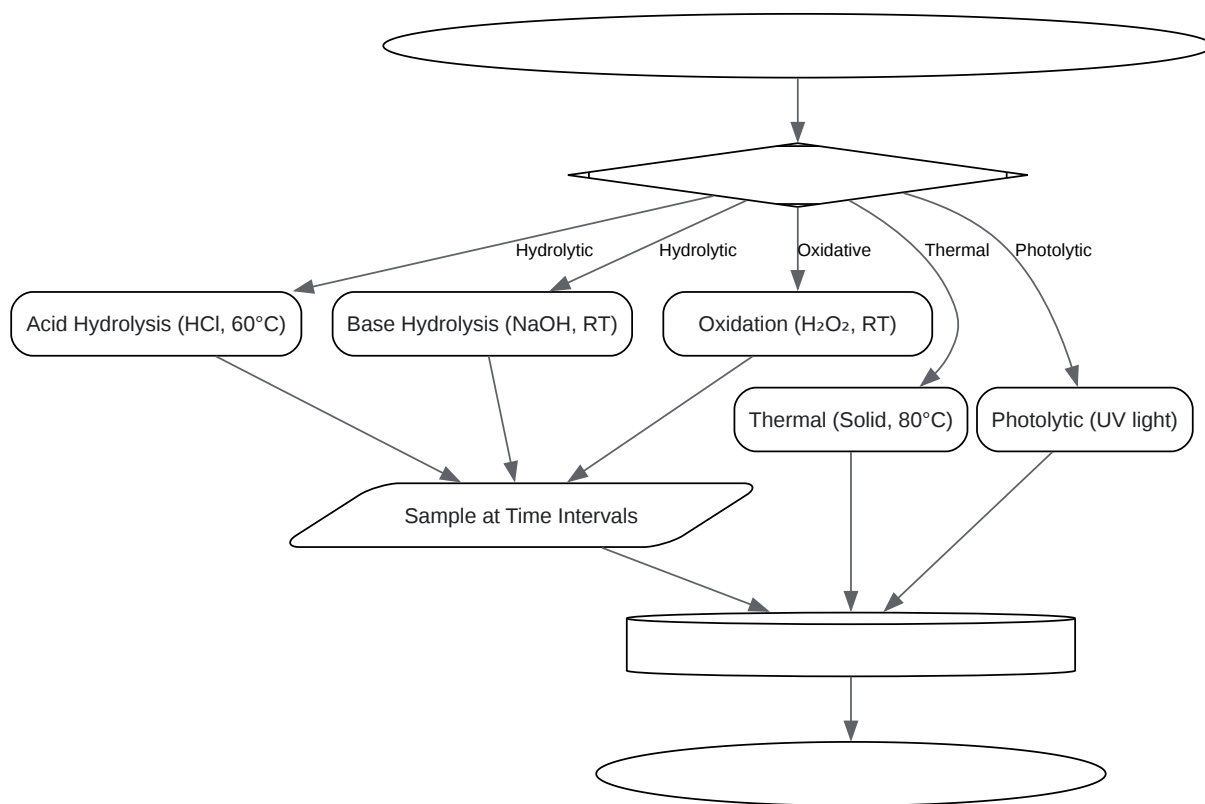 Hydrolytic
Hydrolytic
Oxidative
Thermal
Photolytic
Acid Hydrolysis (HCl, 60°C)
Base Hydrolysis (NaOH, RT)
Oxidation (H₂O₂, RT)
Thermal (Solid, 80°C)
Photolytic (UV light)
Sample at Time Intervals